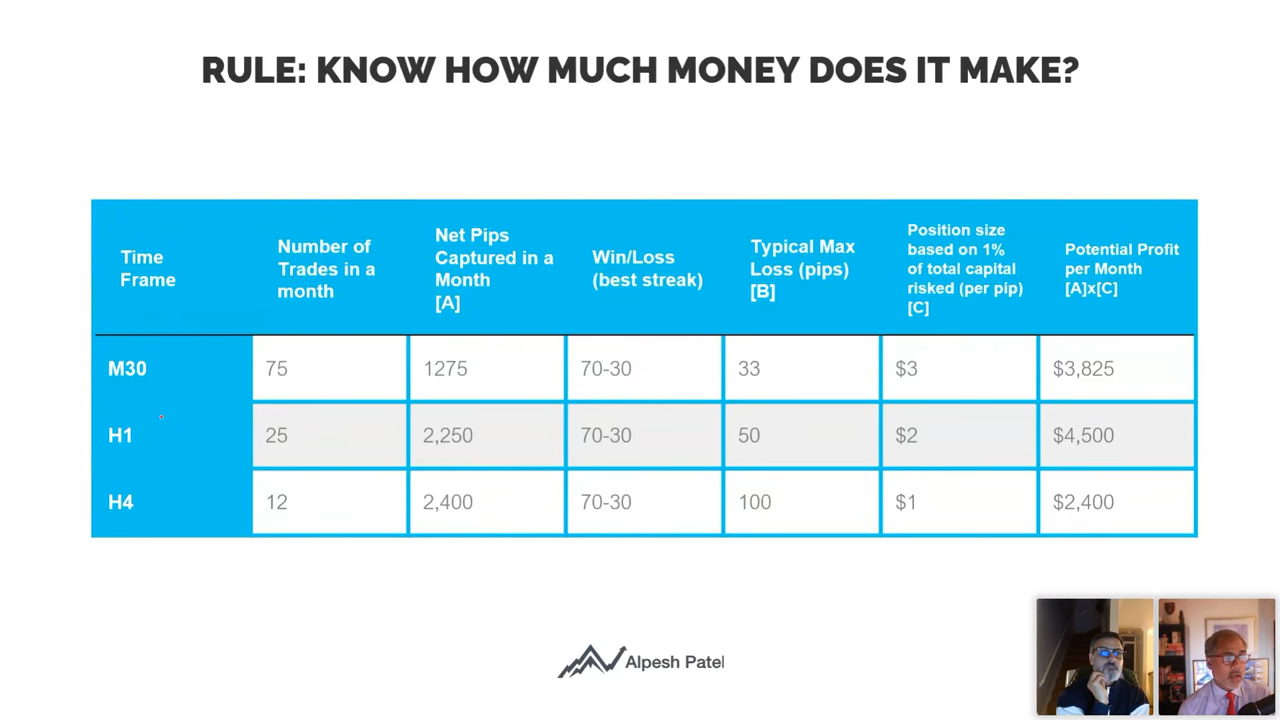 RULE: KNOW HOW MUCH MONEY DOES IT MAKE?
Time
Frame
Number of
Trades in a
month
Net Pips
Captured in a
Month
[A]
Win/Loss
(best streak)
Typical Max
Loss (pips)
[B]
Position size
based on 1%
of total capital
risked (per pip)
[C]
Potential Profit
per Month
[A]x[C]
M30 75 1275 70-30 33 $3 $3,825
H1 25 2,250 70-30 50 $2 $4,500
H4 12 2,400 70-30 100 $1 $2,400
Alpesh Patel